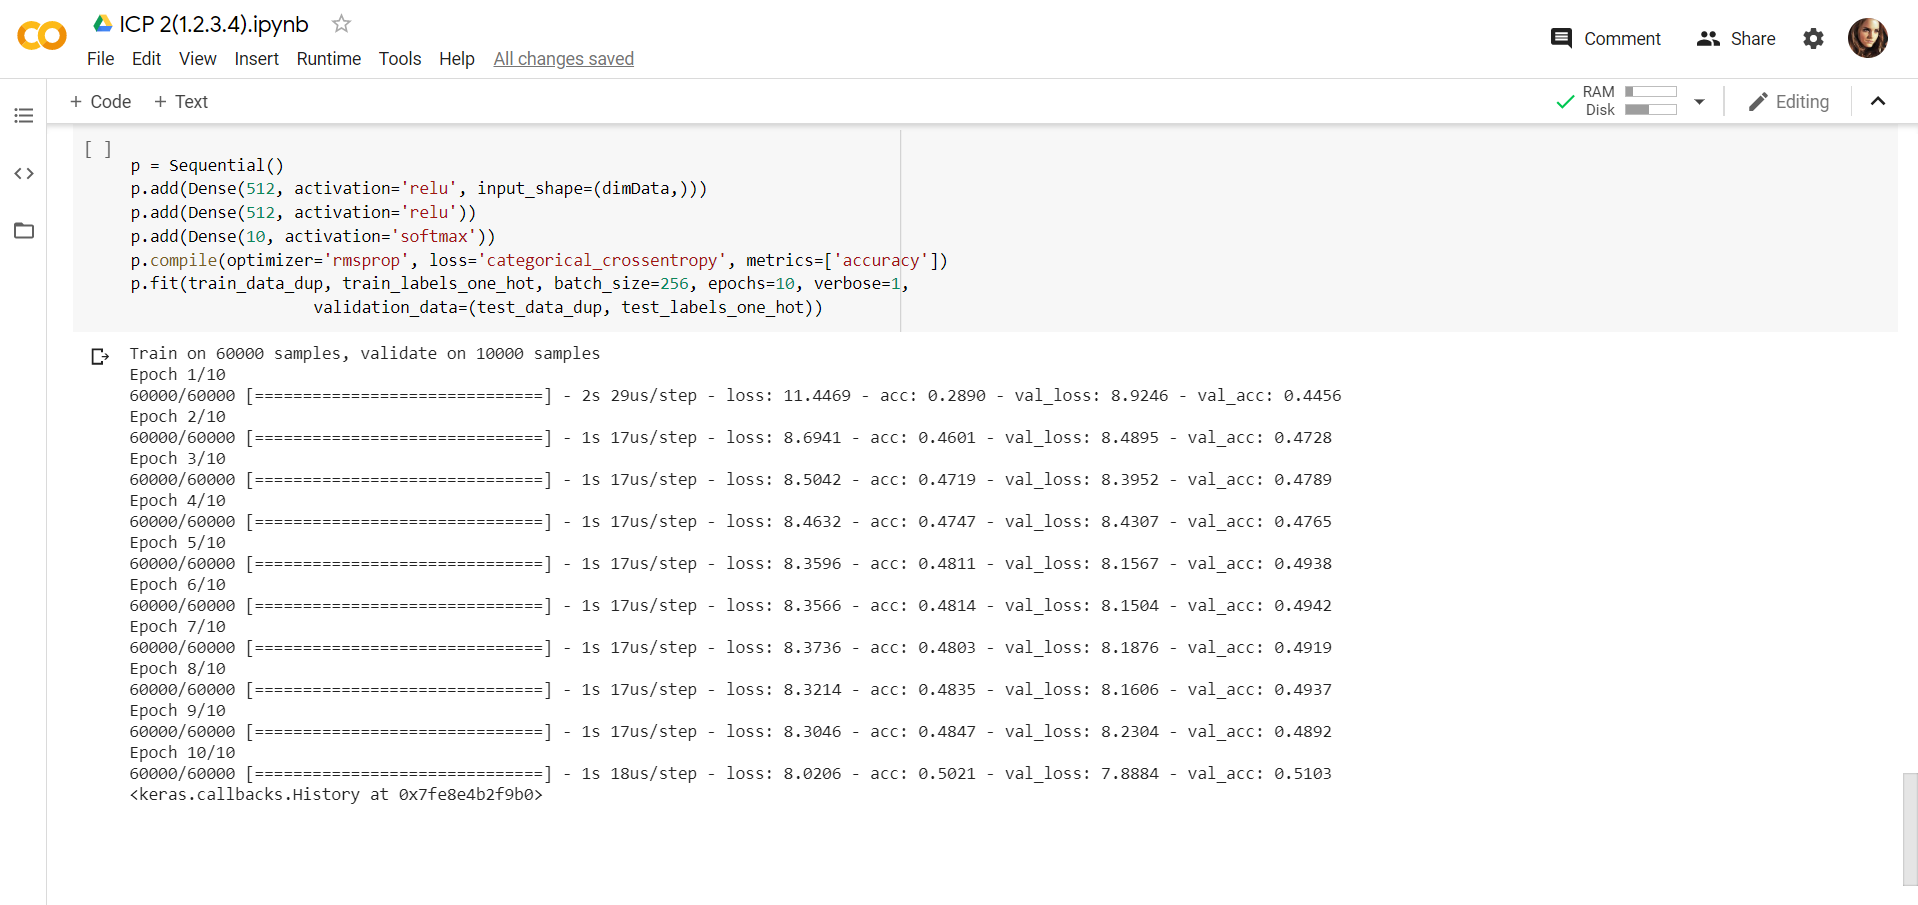 ICP 2(1.2.3.4).ipynb
File Edit View Insert Runtime Tools Help All changes saved
Comment Share
+ Code + Text
RAM
Disk
Editing
[ ]
p = Sequential()
p.add(Dense(512, activation='relu', input_shape=(dimData,)))
p.add(Dense(512, activation='relu'))
p.add(Dense(10, activation='softmax'))
p.compile(optimizer='rmsprop', loss='categorical_crossentropy', metrics=['accuracy'])
p.fit(train_data_dup, train_labels_one_hot, batch_size=256, epochs=10, verbose=1,
validation_data=(test_data_dup, test_labels_one_hot))
Train on 60000 samples, validate on 10000 samples
Epoch 1/10
60000/60000 [==============================] - 2s 29us/step - loss: 11.4469 - acc: 0.2890 - val_loss: 8.9246 - val_acc: 0.4456
Epoch 2/10
60000/60000 [==============================] - 1s 17us/step - loss: 8.6941 - acc: 0.4601 - val_loss: 8.4895 - val_acc: 0.4728
Epoch 3/10
60000/60000 [==============================] - 1s 17us/step - loss: 8.5042 - acc: 0.4719 - val_loss: 8.3952 - val_acc: 0.4789
Epoch 4/10
60000/60000 [==============================] - 1s 17us/step - loss: 8.4632 - acc: 0.4747 - val_loss: 8.4307 - val_acc: 0.4765
Epoch 5/10
60000/60000 [==============================] - 1s 17us/step - loss: 8.3596 - acc: 0.4811 - val_loss: 8.1567 - val_acc: 0.4938
Epoch 6/10
60000/60000 [==============================] - 1s 17us/step - loss: 8.3566 - acc: 0.4814 - val_loss: 8.1504 - val_acc: 0.4942
Epoch 7/10
60000/60000 [==============================] - 1s 17us/step - loss: 8.3736 - acc: 0.4803 - val_loss: 8.1876 - val_acc: 0.4919
Epoch 8/10
60000/60000 [==============================] - 1s 17us/step - loss: 8.3214 - acc: 0.4835 - val_loss: 8.1606 - val_acc: 0.4937
Epoch 9/10
60000/60000 [==============================] - 1s 17us/step - loss: 8.3046 - acc: 0.4847 - val_loss: 8.2304 - val_acc: 0.4892
Epoch 10/10
60000/60000 [==============================] - 1s 18us/step - loss: 8.0206 - acc: 0.5021 - val_loss: 7.8884 - val_acc: 0.5103
<keras.callbacks.History at 0x7fe8e4b2f9b0>